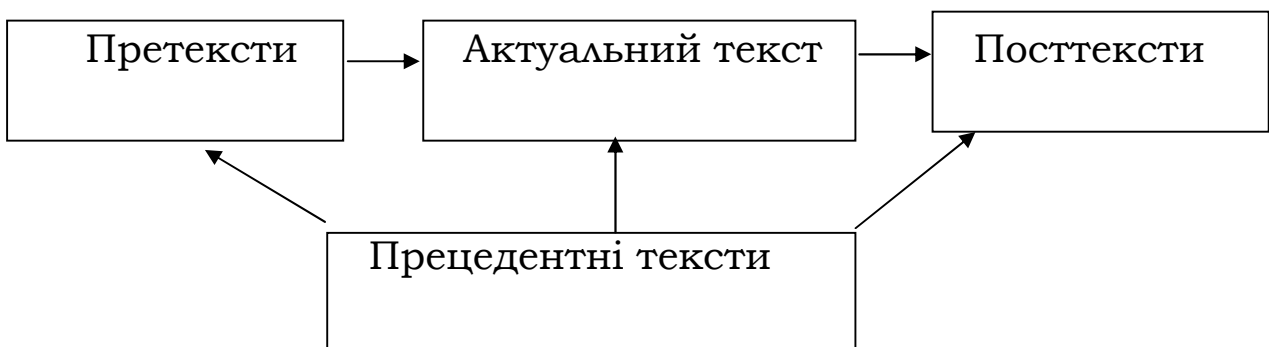 Претексти
Актуальний текст
Посттексти
Прецедентні тексти